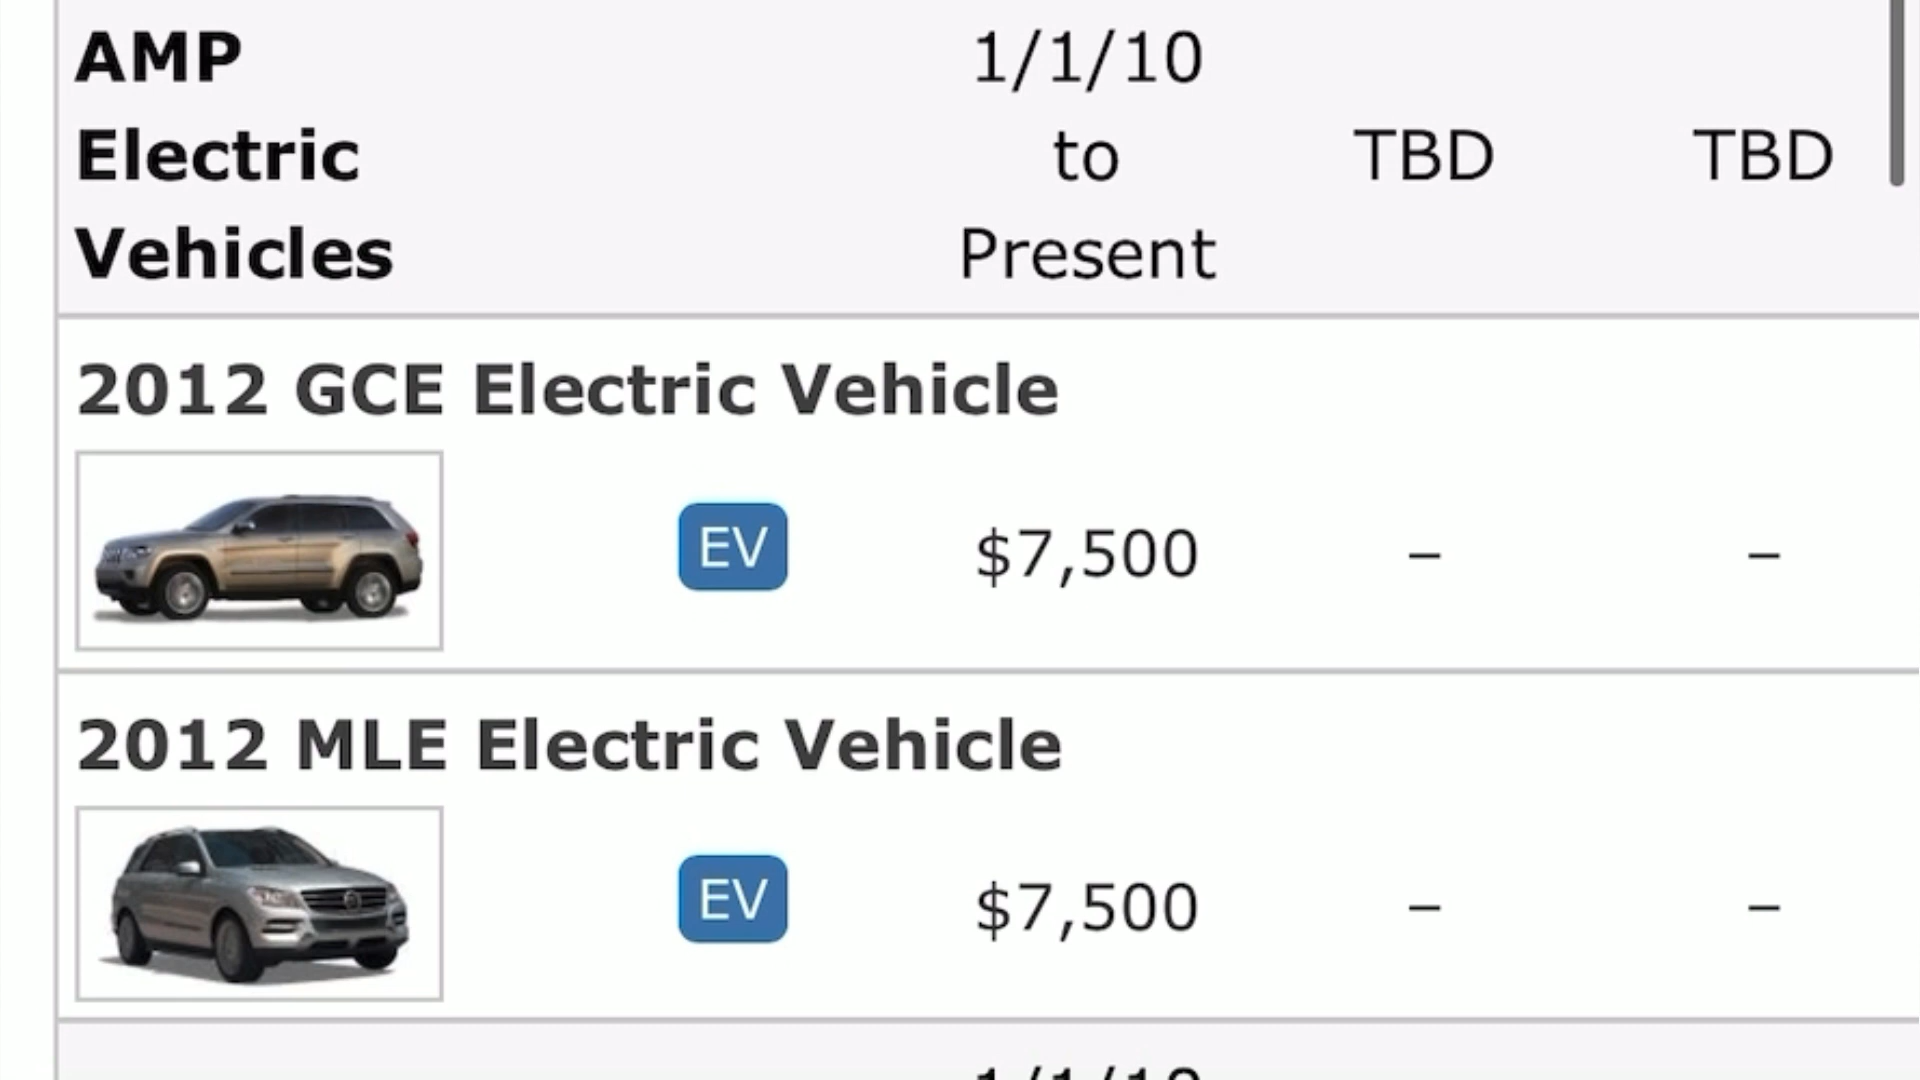 AMP 1/1/10
Electric to TBD TBD
Vehicles Present
2012 GCE Electric Vehicle
EV $7,500 – –
2012 MLE Electric Vehicle
EV $7,500 – –